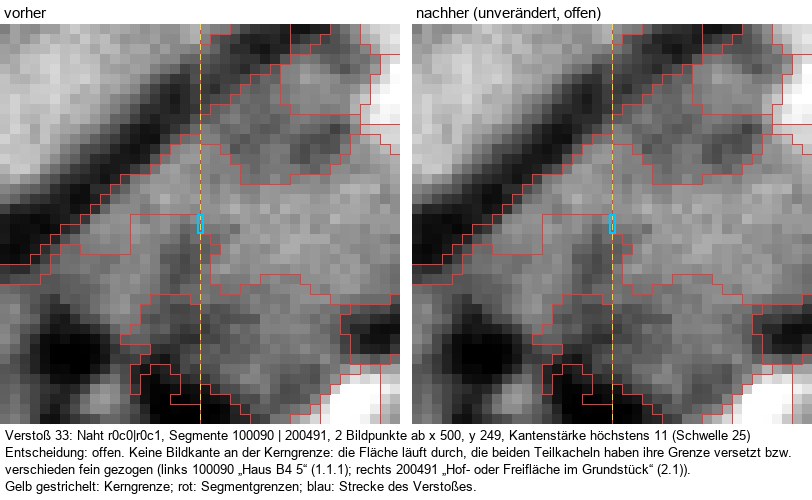 vorher
nachher (unverändert, offen)
Verstoß 33: Naht r0c0|r0c1, Segmente 100090 | 200491, 2 Bildpunkte ab x 500, y 249, Kantenstärke höchstens 11 (Schwelle 25)
Entscheidung: offen. Keine Bildkante an der Kerngrenze: die Fläche läuft durch, die beiden Teilkacheln haben ihre Grenze versetzt bzw.
verschieden fein gezogen (links 100090 „Haus B4 5“ (1.1.1); rechts 200491 „Hof- oder Freifläche im Grundstück“ (2.1)).
Gelb gestrichelt: Kerngrenze; rot: Segmentgrenzen; blau: Strecke des Verstoßes.